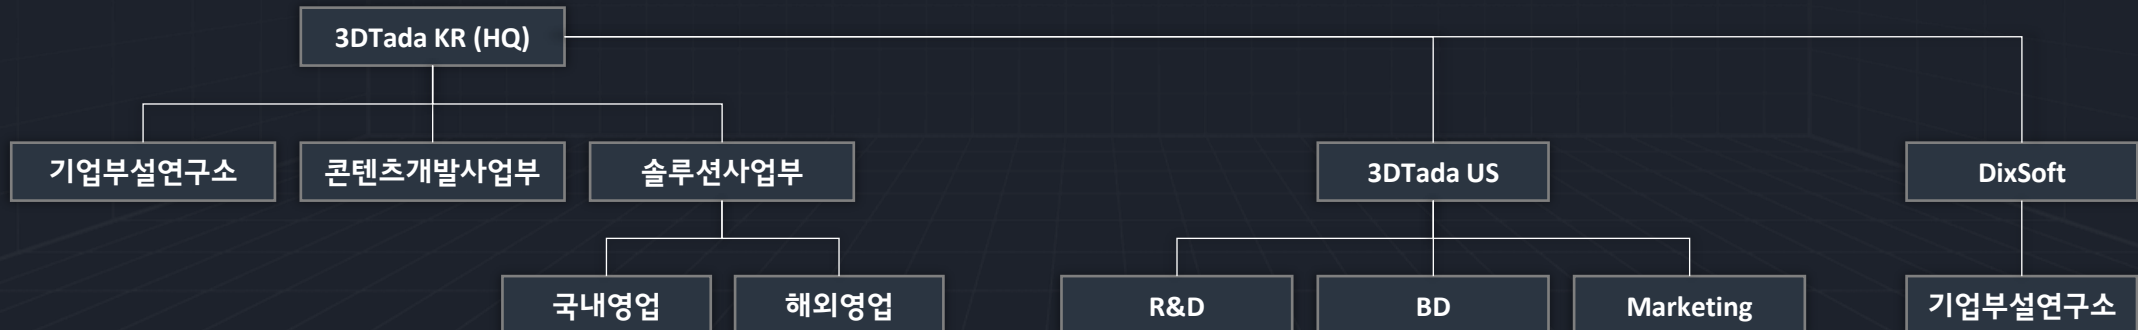 3DTada KR (HQ)
기업부설연구소
콘텐츠개발사업부
솔루션사업부
3DTada US
DixSoft
국내영업
해외영업
R&D
BD
Marketing
기업부설연구소